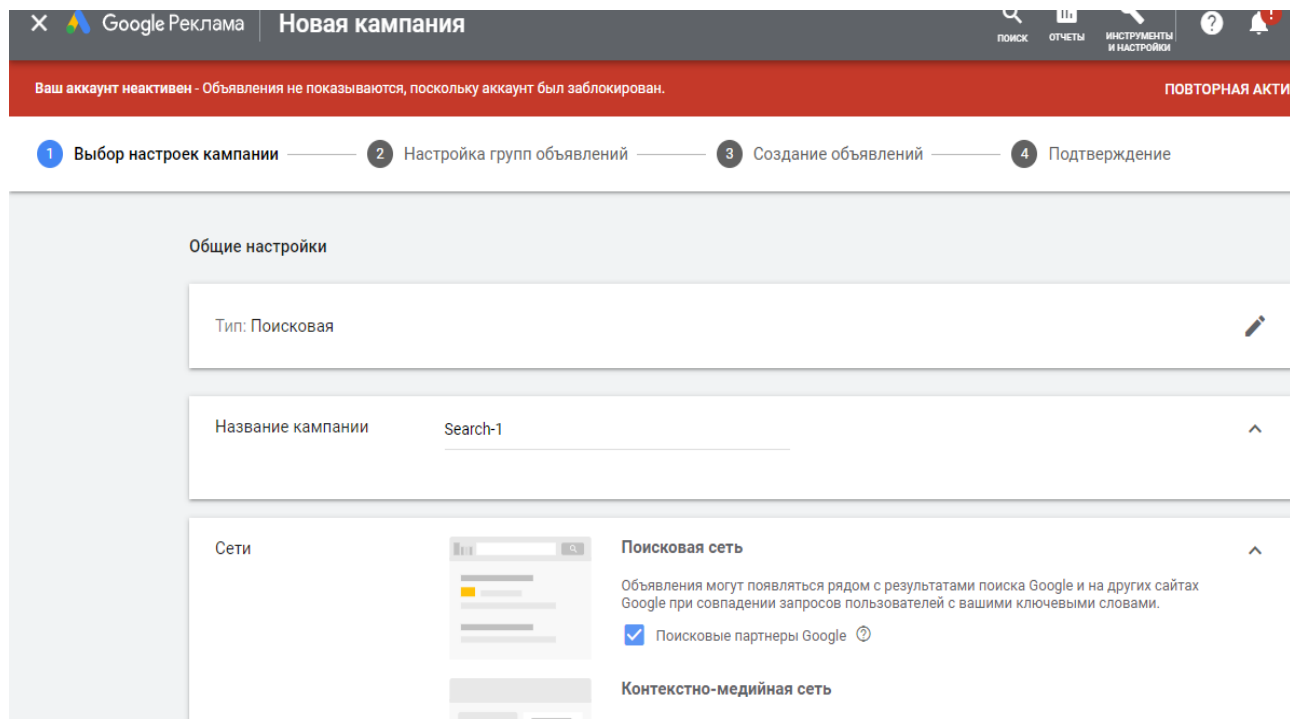 Google Реклама Новая кампания
ПОИСК ОТЧЕТЫ ИНСТРУМЕНТЫ И НАСТРОЙКИ
Ваш аккаунт неактивен - Объявления не показываются, поскольку аккаунт был заблокирован. ПОВТОРНАЯ АКТИ
1 Выбор настроек кампании 2 Настройка групп объявлений 3 Создание объявлений 4 Подтверждение
Общие настройки
Тип: Поисковая
Название кампании Search-1
Сети
Поисковая сеть
Объявления могут появляться рядом с результатами поиска Google и на других сайтах
Google при совпадении запросов пользователей с вашими ключевыми словами.
Поисковые партнеры Google
Контекстно-медийная сеть